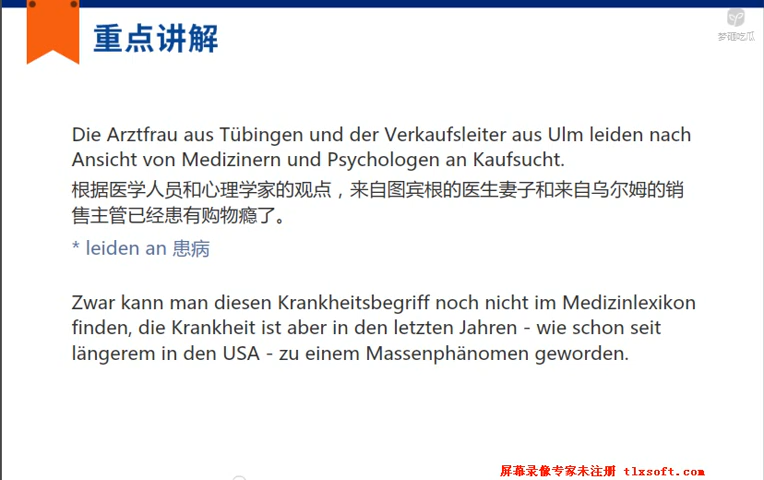 重点讲解
梦砸吃瓜
Die Arztfrau aus Tübingen und der Verkaufsleiter aus Ulm leiden nach
Ansicht von Medizinern und Psychologen an Kaufsucht.
根据医学人员和心理学家的观点，来自图宾根的医生妻子和来自乌尔姆的销
售主管已经患有购物瘾了。
* leiden an 患病
Zwar kann man diesen Krankheitsbegriff noch nicht im Medizinlexikon
finden, die Krankheit ist aber in den letzten Jahren - wie schon seit
längerem in den USA - zu einem Massenphänomen geworden.
屏幕录像专家未注册 tlxsoft.com